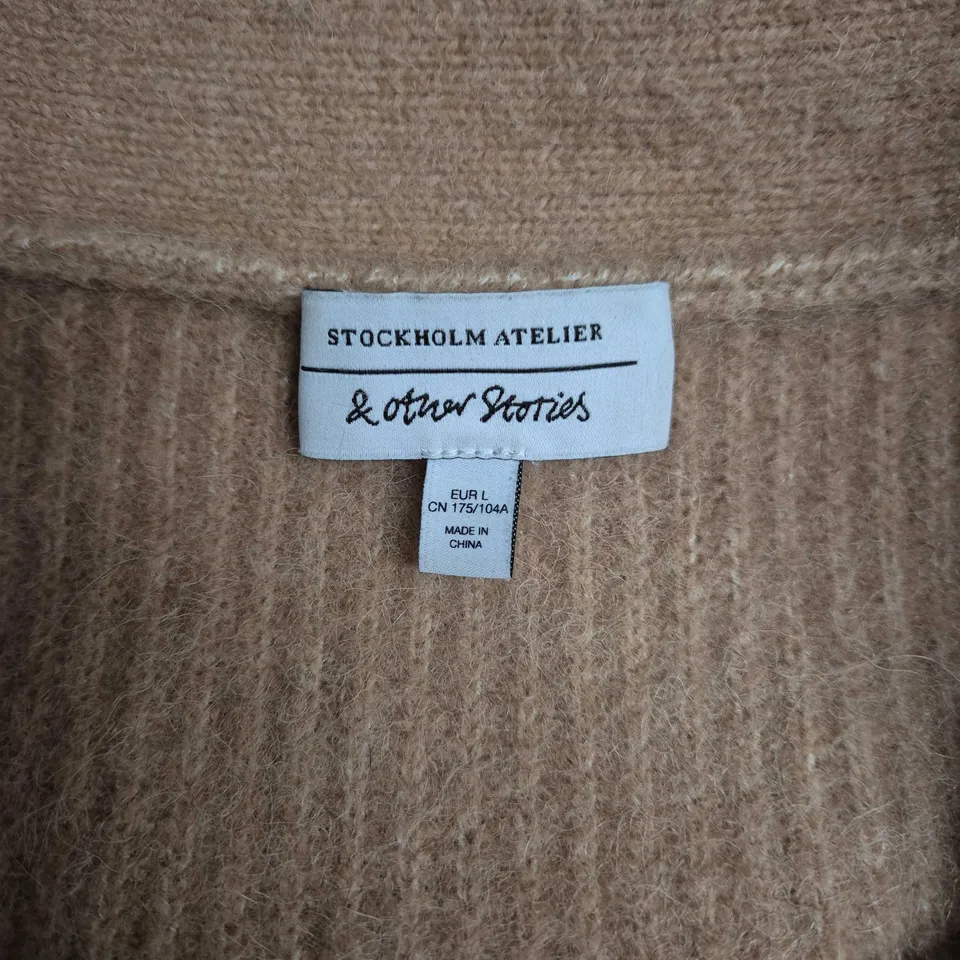 STOCKHOLM ATELIER
& other Stories
EUR L
CN 175/104A
MADE IN
CHINA